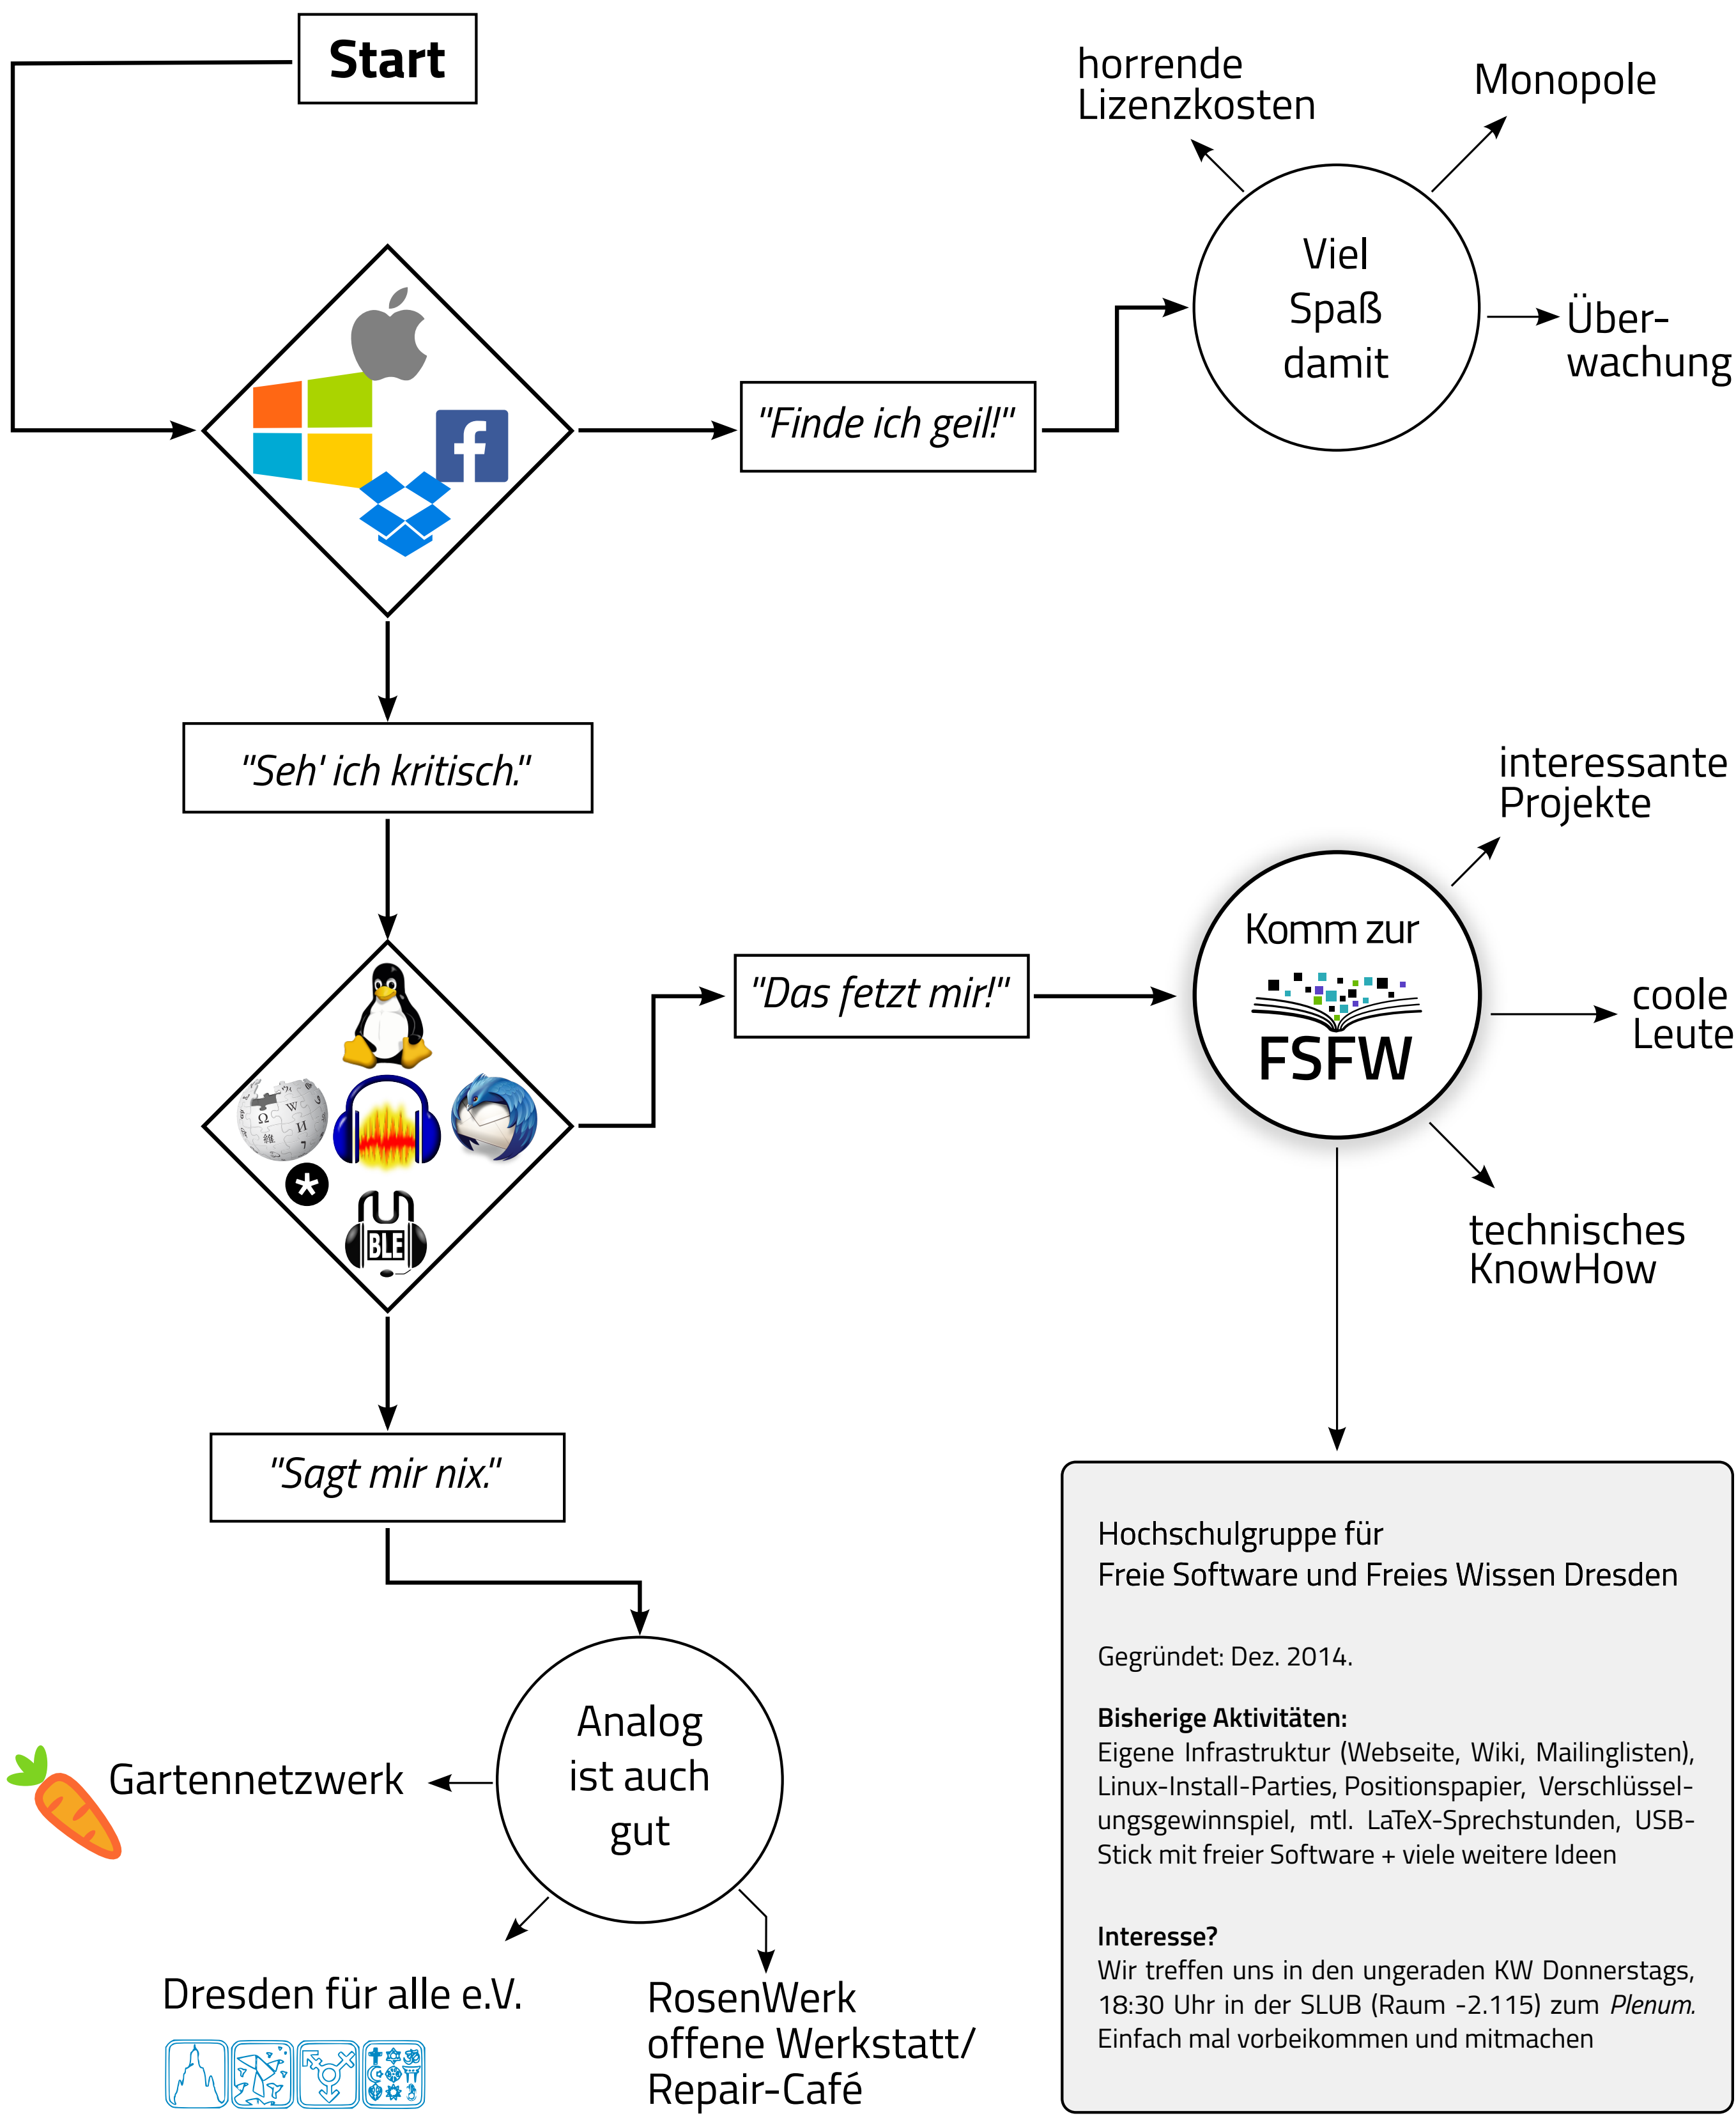 Start
horrende
Lizenzkosten
Monopole
Viel
Spaß
damit
Über-
wachung
"Finde ich geil!"
"Seh' ich kritisch."
interessante
Projekte
Komm zur
FSFW
coole
Leute
"Das fetzt mir!"
Ω
W
И
維
*
BLE
technisches
KnowHow
"Sagt mir nix."
Analog
ist auch
gut
Gartennetzwerk
Dresden für alle e.V.
RosenWerk
offene Werkstatt/
Repair-Café
Hochschulgruppe für
Freie Software und Freies Wissen Dresden
Gegründet: Dez. 2014.
Bisherige Aktivitäten:
Eigene Infrastruktur (Webseite, Wiki, Mailinglisten),
Linux-Install-Parties, Positionspapier, Verschlüssel-
ungsgewinnspiel, mtl. LaTeX-Sprechstunden, USB-
Stick mit freier Software + viele weitere Ideen
Interesse?
Wir treffen uns in den ungeraden KW Donnerstags,
18:30 Uhr in der SLUB (Raum -2.115) zum Plenum.
Einfach mal vorbeikommen und mitmachen